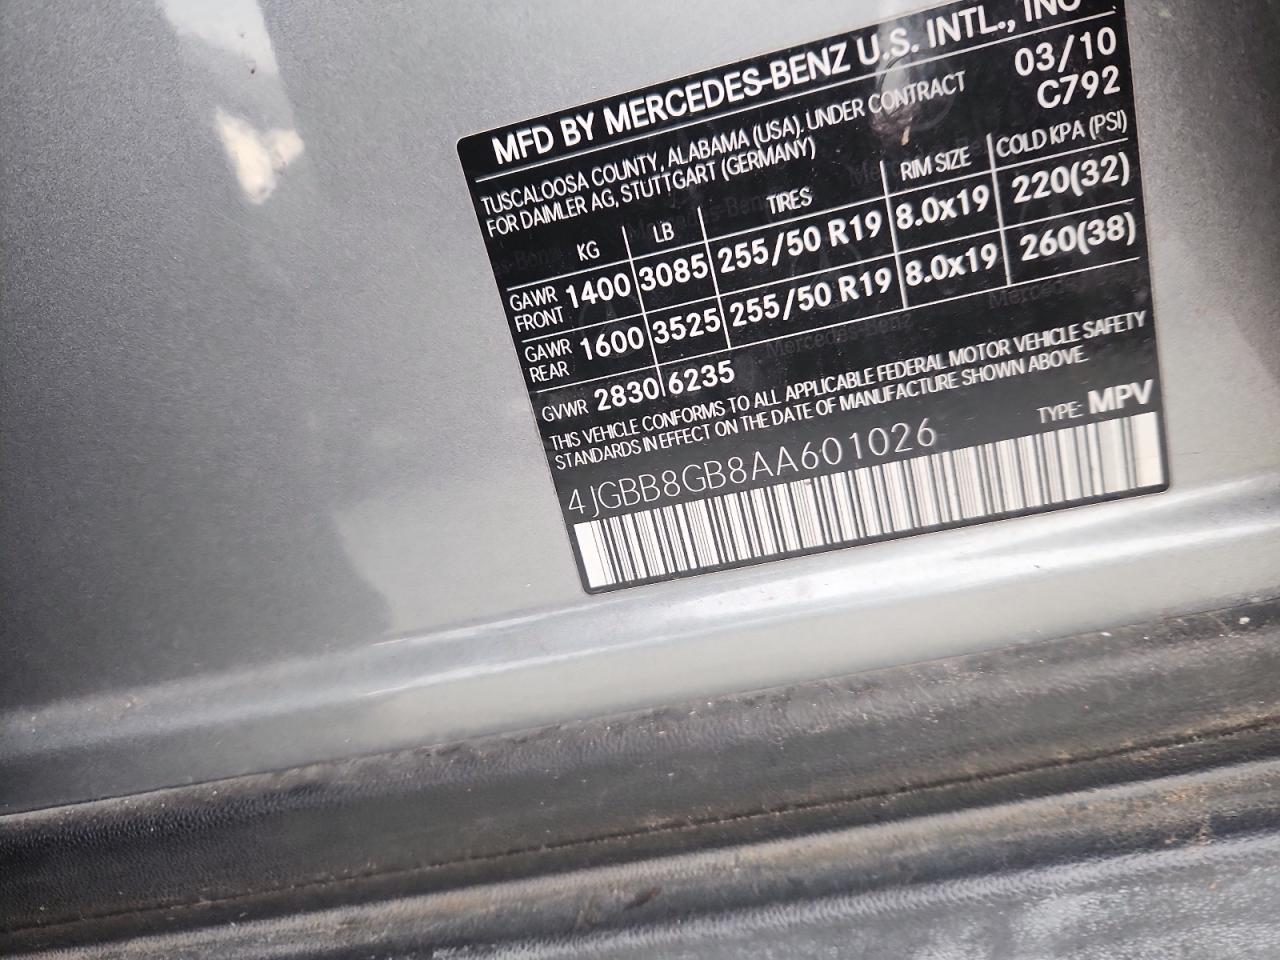 MFD BY MERCEDES-BENZ U.S. INTL., INC
TUSCALOOSA COUNTY, ALABAMA (USA). UNDER CONTRACT 03/10
FOR DAIMLER AG, STUTTGART (GERMANY) C792
KG LB TIRES RIM SIZE COLD KPA (PSI)
GAWR FRONT 1400 3085 255/50 R19 8.0x19 220(32)
GAWR REAR 1600 3525 255/50 R19 8.0x19 260(38)
GVWR 2830 6235
THIS VEHICLE CONFORMS TO ALL APPLICABLE FEDERAL MOTOR VEHICLE SAFETY
STANDARDS IN EFFECT ON THE DATE OF MANUFACTURE SHOWN ABOVE.
4JGBB8GB8AA601026 TYPE: MPV